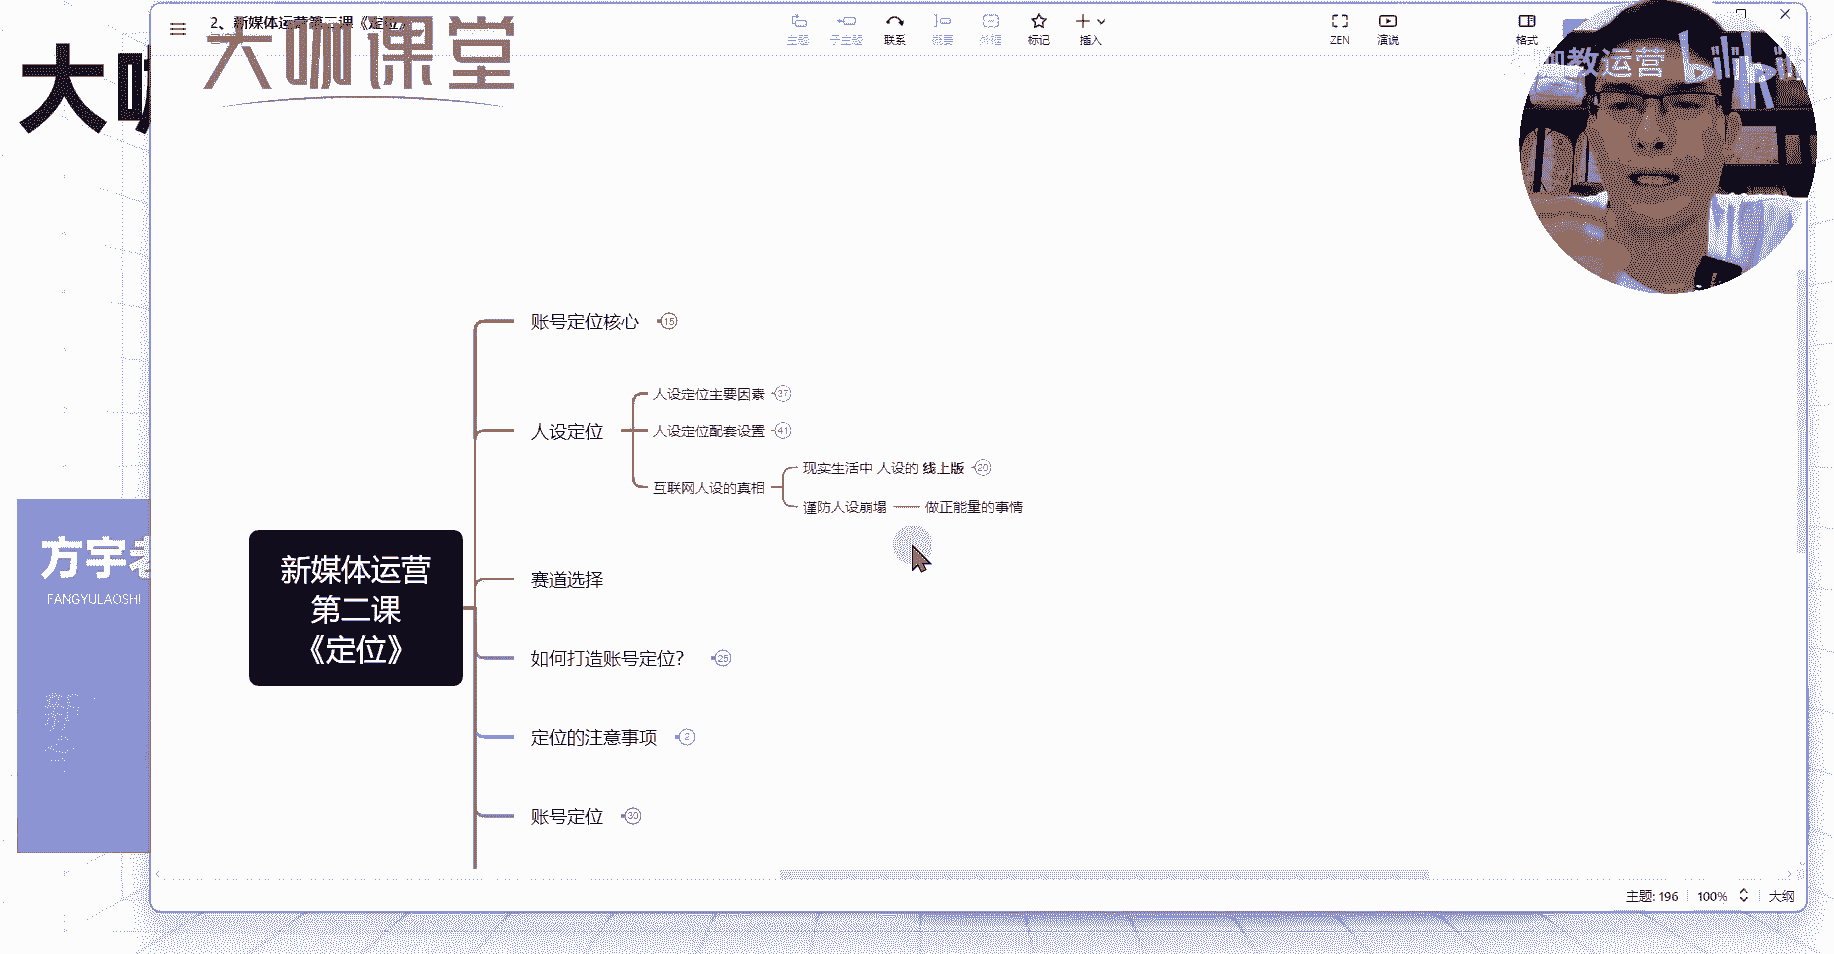 2、新媒体运营第二课《定位》
大咖课堂
主题
子主题
联系
概要
外框
标记
插入
ZEN
演说
格式
咖教运营 bilibili
大咖
账号定位核心 15
人设定位主要因素 37
人设定位
人设定位配套设置 41
现实生活中 人设的 线上版 20
互联网人设的真相
谨防人设崩塌
做正能量的事情
方宇老
FANGYULAOSHI
新媒体运营
第二课
《定位》
赛道选择
如何打造账号定位？ 25
定位的注意事项 2
账号定位 30
主题: 196
100%
大纲